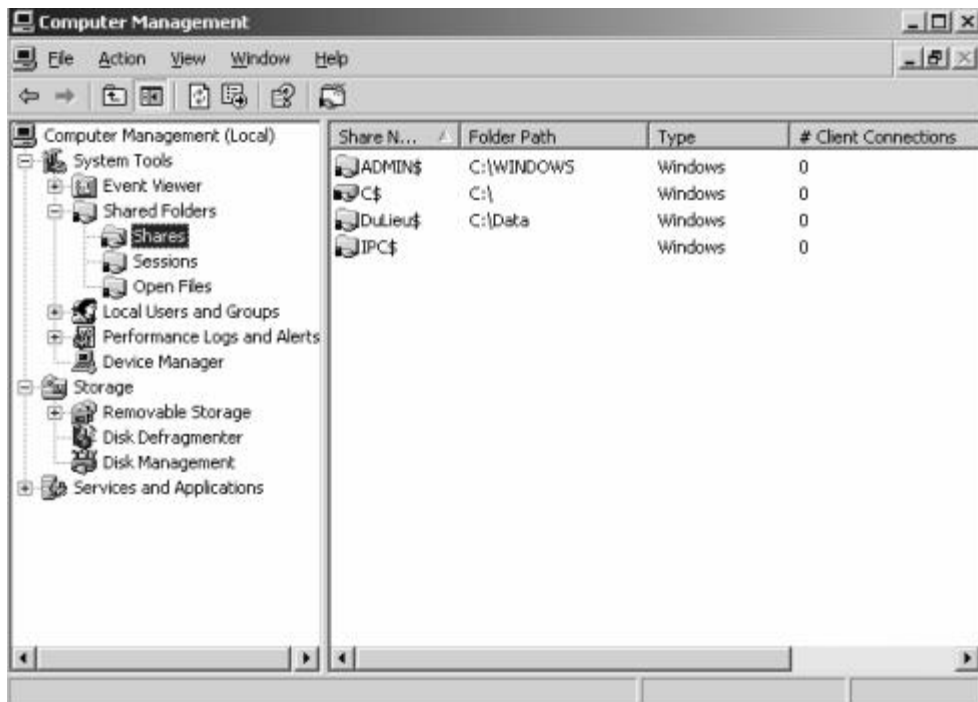 Computer Management
File Action View Window Help
Computer Management (Local)
System Tools
Event Viewer
Shared Folders
Shares
Sessions
Open Files
Local Users and Groups
Performance Logs and Alerts
Device Manager
Storage
Removable Storage
Disk Defragmenter
Disk Management
Services and Applications
Share N... Folder Path Type # Client Connections
ADMIN$ C:\WINDOWS Windows 0
C$ C:\ Windows 0
DuLieu$ C:\Data Windows 0
IPC$ Windows 0